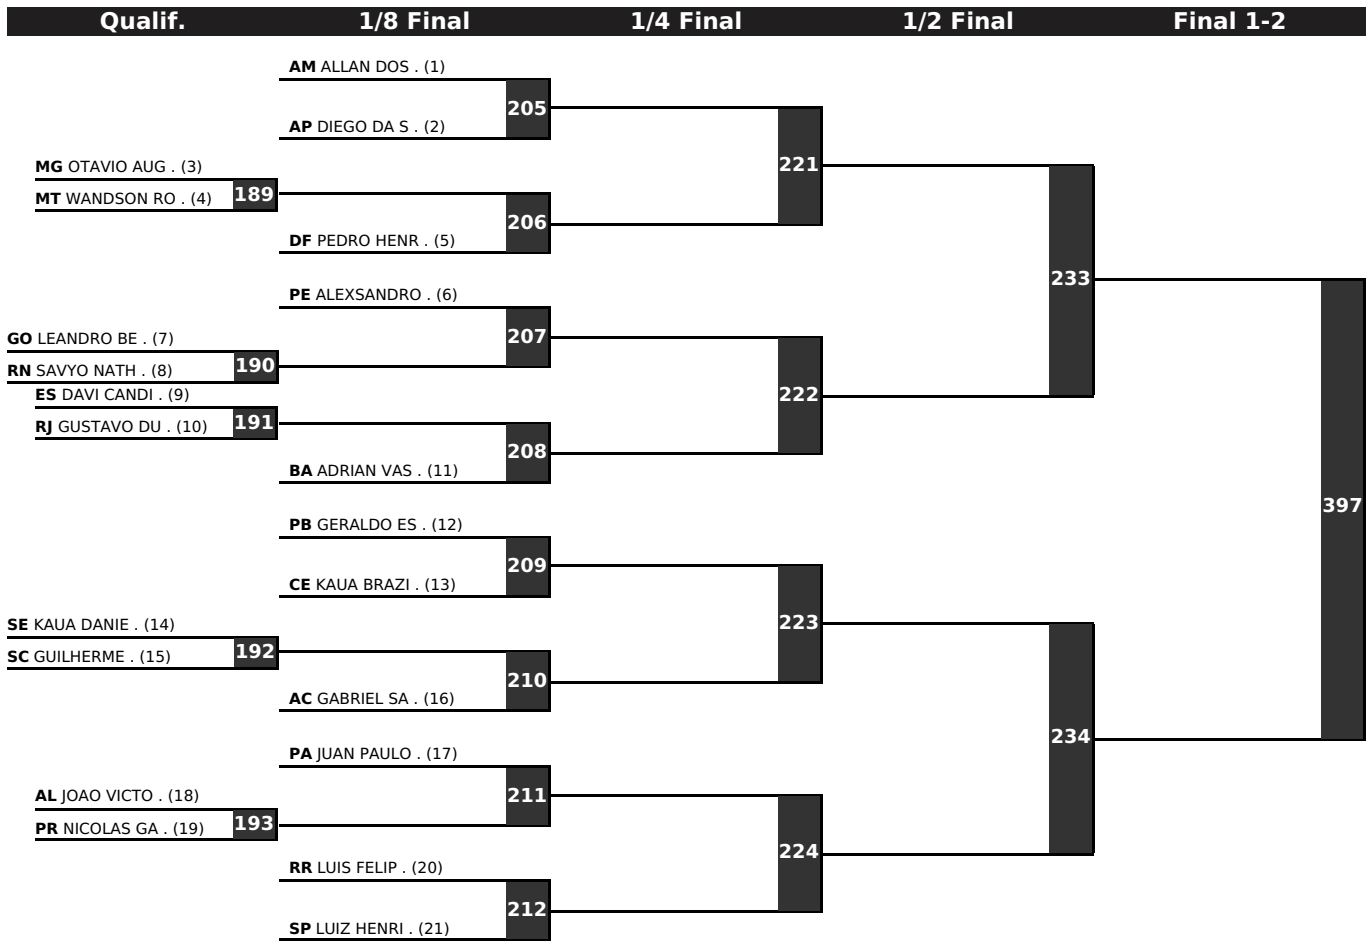 Qualif. 1/8 Final 1/4 Final 1/2 Final Final 1-2
AM ALLAN DOS . (1)
205
AP DIEGO DA S . (2)
221
MG OTAVIO AUG . (3)
189
MT WANDSON RO . (4)
206
DF PEDRO HENR . (5)
233
PE ALEXSANDRO . (6)
207
GO LEANDRO BE . (7)
190
RN SAVYO NATH . (8)
222
ES DAVI CANDI . (9)
191
RJ GUSTAVO DU . (10)
208
BA ADRIAN VAS . (11)
397
PB GERALDO ES . (12)
209
CE KAUA BRAZI . (13)
223
SE KAUA DANIE . (14)
192
SC GUILHERME . (15)
210
AC GABRIEL SA . (16)
234
PA JUAN PAULO . (17)
211
AL JOAO VICTO . (18)
193
PR NICOLAS GA . (19)
224
RR LUIS FELIP . (20)
212
SP LUIZ HENRI . (21)